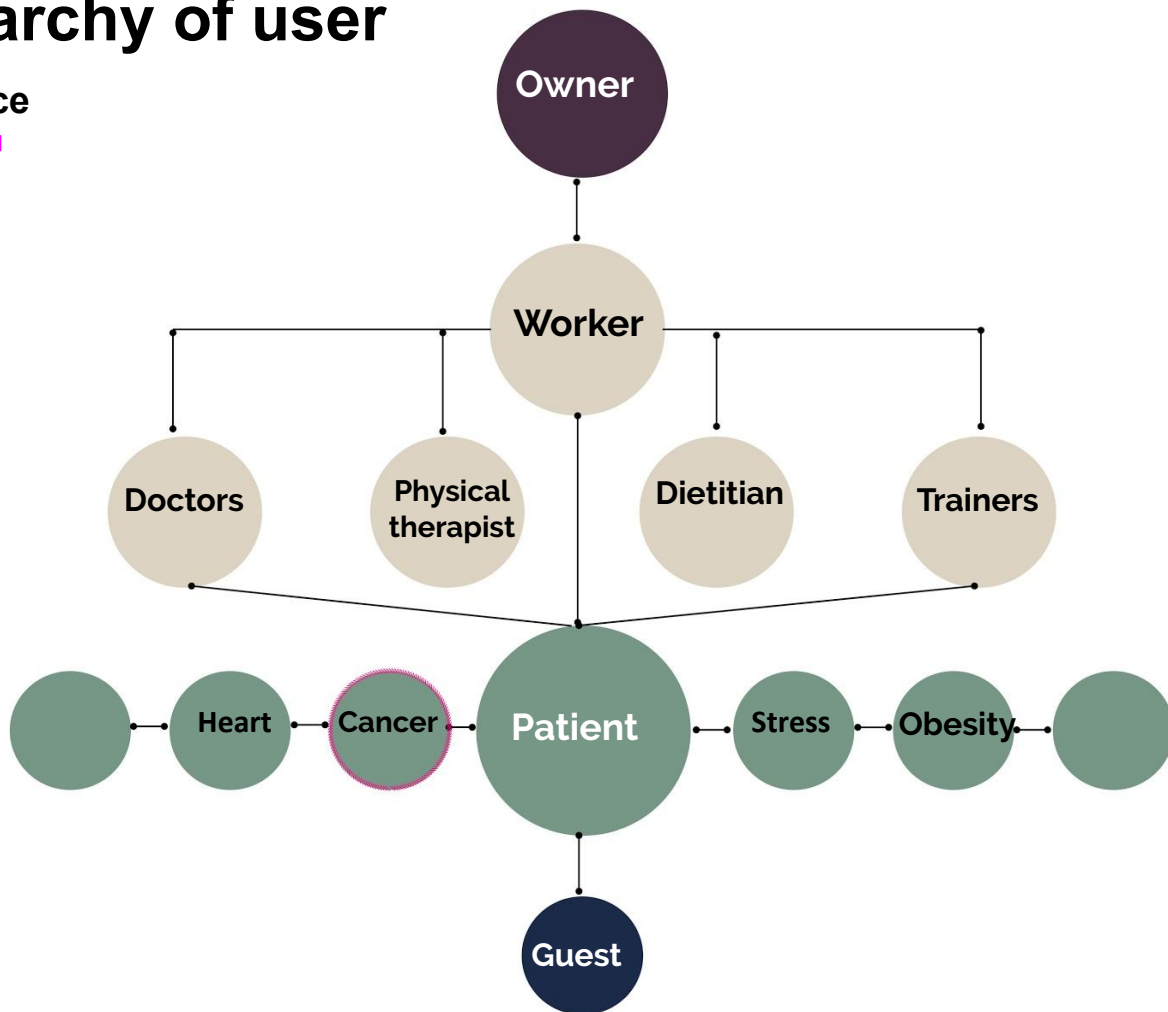 archy of user
ce
Owner
Worker
Doctors
Physical
therapist
Dietitian
Trainers
Heart
Cancer
Patient
Stress
Obesity
Guest